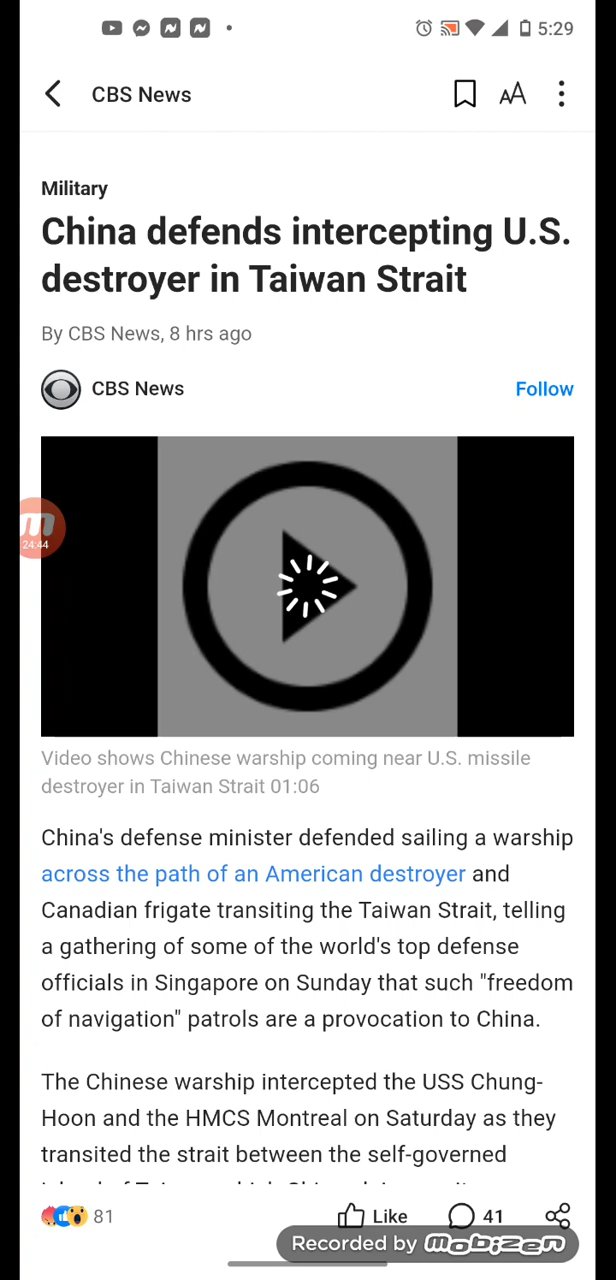 5:29
CBS News
AA
Military
China defends intercepting U.S.
destroyer in Taiwan Strait
By CBS News, 8 hrs ago
CBS News
Follow
24:44
Video shows Chinese warship coming near U.S. missile
destroyer in Taiwan Strait 01:06
China's defense minister defended sailing a warship
across the path of an American destroyer and
Canadian frigate transiting the Taiwan Strait, telling
a gathering of some of the world's top defense
officials in Singapore on Sunday that such "freedom
of navigation" patrols are a provocation to China.
The Chinese warship intercepted the USS Chung-
Hoon and the HMCS Montreal on Saturday as they
transited the strait between the self-governed
81
Like
41
Recorded by mobizen